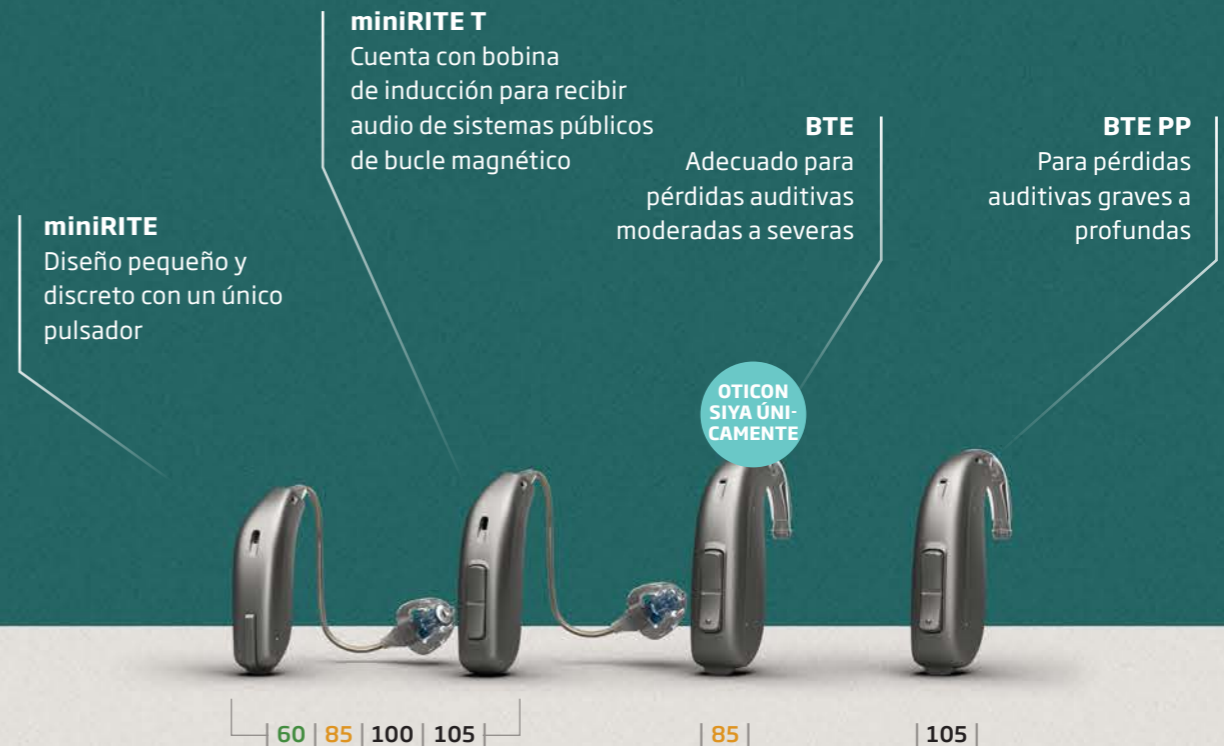 miniRITE T
Cuenta con bobina
de inducción para recibir
audio de sistemas públicos
de bucle magnético
BTE
Adecuado para
pérdidas auditivas
moderadas a severas
BTE PP
Para pérdidas
auditivas graves a
profundas
miniRITE
Diseño pequeño y
discreto con un único
pulsador
OTICON
SIYA ÚNI-
CAMENTE
60 | 85 | 100 | 105
85
105